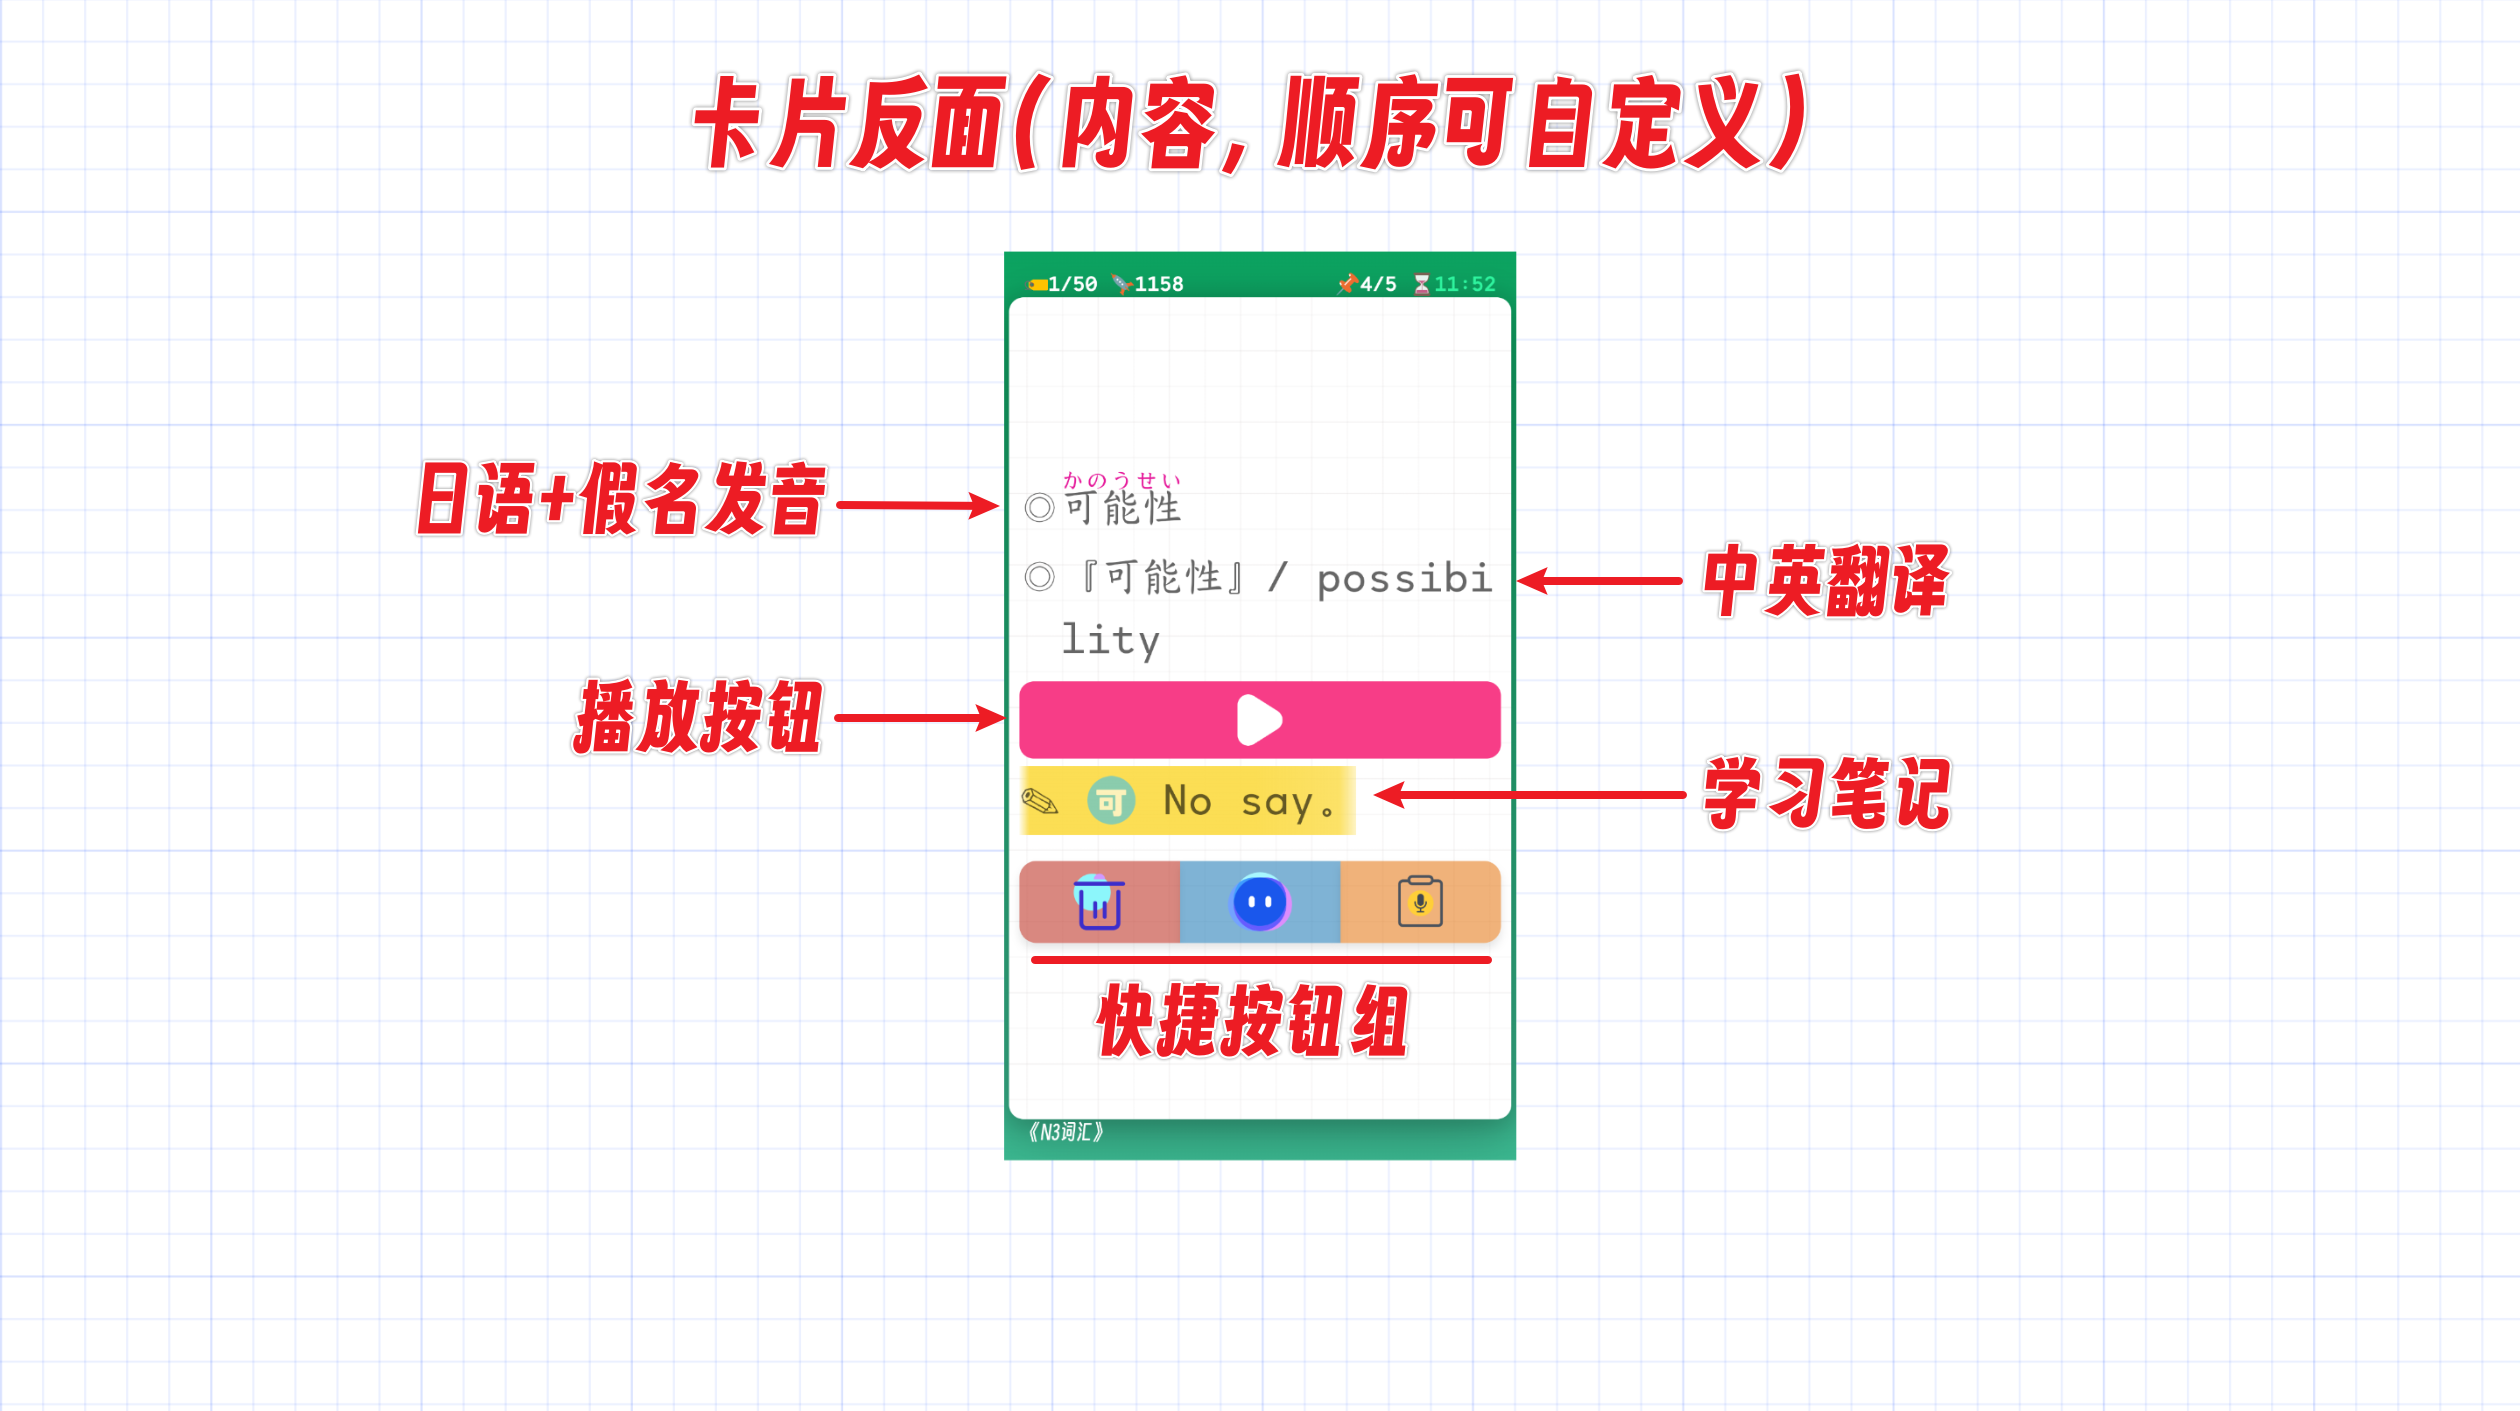 卡片反面(内容,顺序可自定义)
1/50 1158 4/5 11:52
日语+假名发音
かのうせい
◎可能性
◎『可能性』/ possibi
lity
中英翻译
播放按钮
可 No say。
学习笔记
快捷按钮组
《N3词汇》